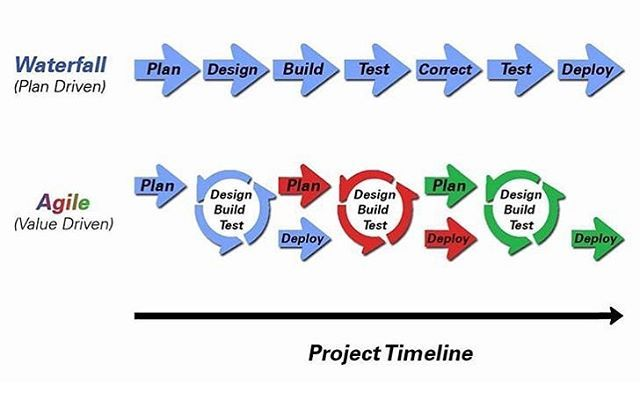 Waterfall
(Plan Driven)
Plan Design Build Test Correct Test Deploy
Agile
(Value Driven)
Plan
Design
Build
Test
Deploy
Plan
Design
Build
Test
Deploy
Plan
Design
Build
Test
Deploy
Project Timeline